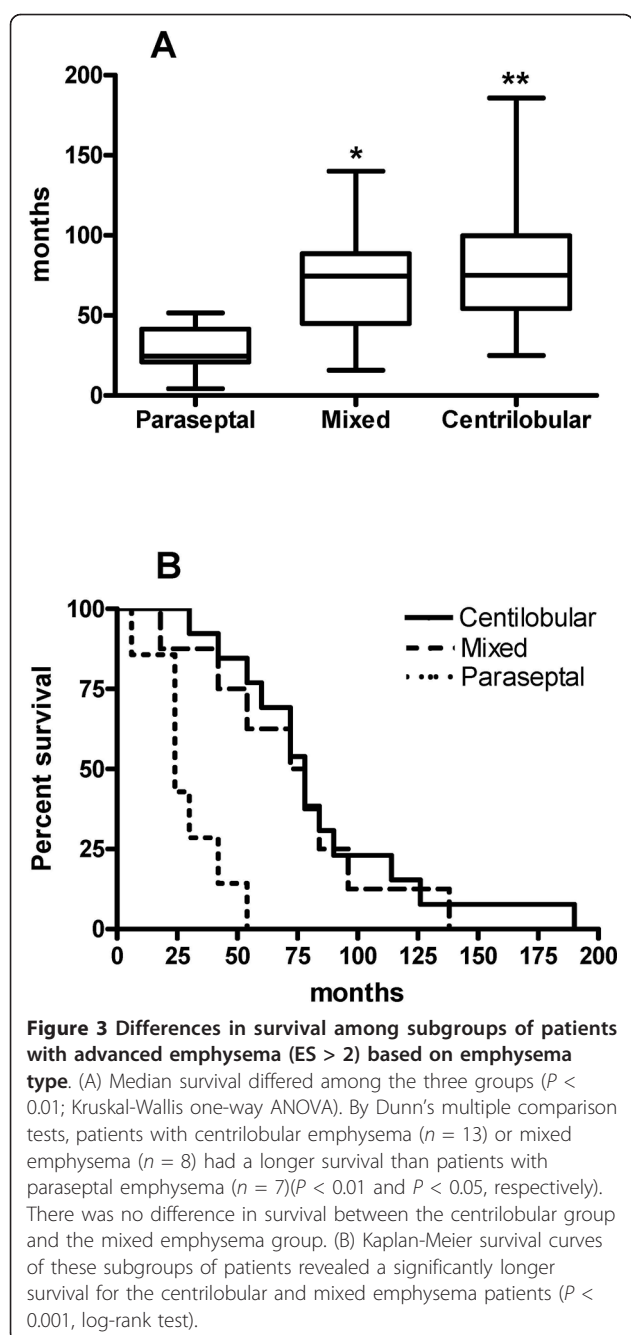 A
200
150
100
50
0
months
*
**
Paraseptal Mixed Centrilobular
B
100
75
50
25
0
Percent survival
Centilobular
Mixed
Paraseptal
0 25 50 75 100 125 150 175 200
months
Figure 3 Differences in survival among subgroups of patients
with advanced emphysema (ES > 2) based on emphysema
type. (A) Median survival differed among the three groups (P <
0.01; Kruskal-Wallis one-way ANOVA). By Dunn's multiple comparison
tests, patients with centrilobular emphysema (n = 13) or mixed
emphysema (n = 8) had a longer survival than patients with
paraseptal emphysema (n = 7)(P < 0.01 and P < 0.05, respectively).
There was no difference in survival between the centrilobular group
and the mixed emphysema group. (B) Kaplan-Meier survival curves
of these subgroups of patients revealed a significantly longer
survival for the centrilobular and mixed emphysema patients (P <
0.001, log-rank test).